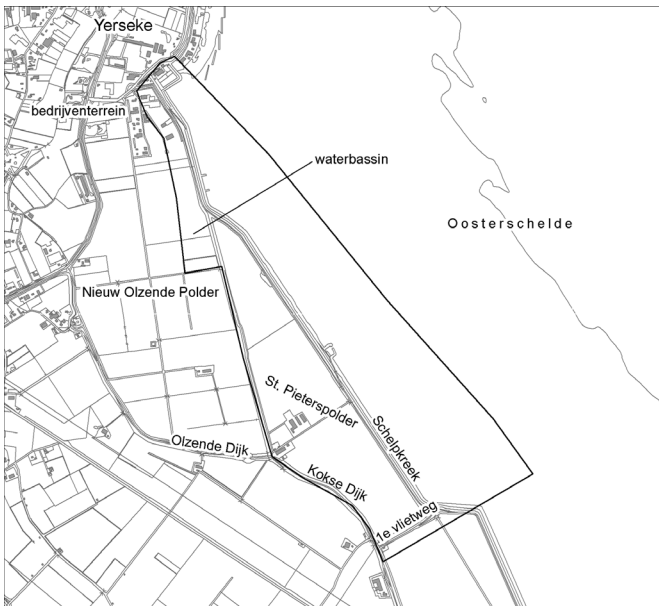 Yerseke
bedrijventerrein
waterbassin
Oosterschelde
Nieuw Olzende Polder
St. Pieterspolder
Schelpkreek
Olzende Dijk
Kokse Dijk
1e vlietweg